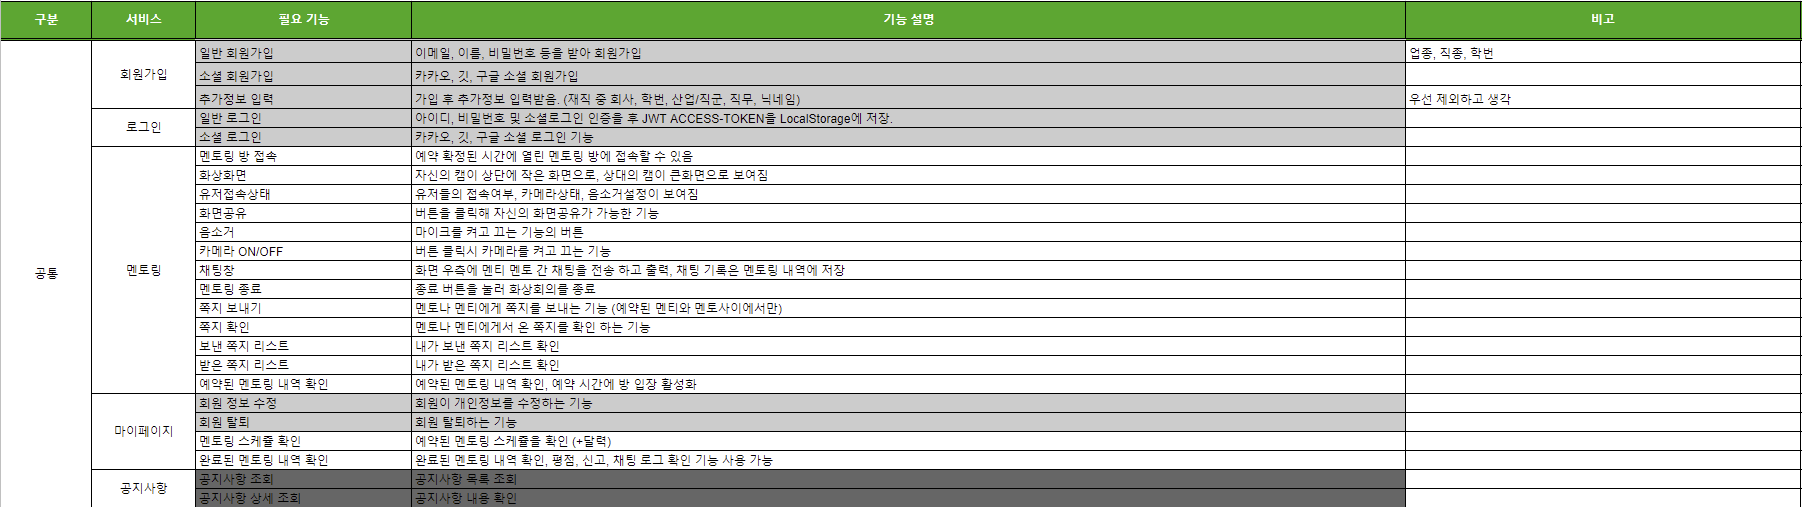 구분 서비스 필요 기능 기능 설명 비고
공통
회원가입
일반 회원가입 이메일, 이름, 비밀번호 등을 받아 회원가입 업종, 직종, 학번
소셜 회원가입 카카오, 깃, 구글 소셜 회원가입
추가정보 입력 가입 후 추가정보 입력받음. (재직 중 회사, 학번, 산업/직군, 직무, 닉네임) 우선 제외하고 생각
로그인
일반 로그인 아이디, 비밀번호 및 소셜로그인 인증을 후 JWT ACCESS-TOKEN을 LocalStorage에 저장.
소셜 로그인 카카오, 깃, 구글 소셜 로그인 기능
멘토링
멘토링 방 접속 예약 확정된 시간에 열린 멘토링 방에 접속할 수 있음
화상화면 자신의 캠이 상단에 작은 화면으로, 상대의 캠이 큰화면으로 보여짐
유저접속상태 유저들의 접속여부, 카메라상태, 음소거설정이 보여짐
화면공유 버튼을 클릭해 자신의 화면공유가 가능한 기능
음소거 마이크를 켜고 끄는 기능의 버튼
카메라 ON/OFF 버튼 클릭시 카메라를 켜고 끄는 기능
채팅창 화면 우측에 멘티 멘토 간 채팅을 전송 하고 출력, 채팅 기록은 멘토링 내역에 저장
멘토링 종료 종료 버튼을 눌러 화상회의를 종료
쪽지 보내기 멘토나 멘티에게 쪽지를 보내는 기능 (예약된 멘티와 멘토사이에서만)
쪽지 확인 멘토나 멘티에게서 온 쪽지를 확인 하는 기능
보낸 쪽지 리스트 내가 보낸 쪽지 리스트 확인
받은 쪽지 리스트 내가 받은 쪽지 리스트 확인
예약된 멘토링 내역 확인 예약된 멘토링 내역 확인, 예약 시간에 방 입장 활성화
마이페이지
회원 정보 수정 회원이 개인정보를 수정하는 기능
회원 탈퇴 회원 탈퇴하는 기능
멘토링 스케쥴 확인 예약된 멘토링 스케쥴을 확인 (+달력)
완료된 멘토링 내역 확인 완료된 멘토링 내역 확인, 평점, 신고, 채팅 로그 확인 기능 사용 가능
공지사항
공지사항 조회 공지사항 목록 조회
공지사항 상세 조회 공지사항 내용 확인